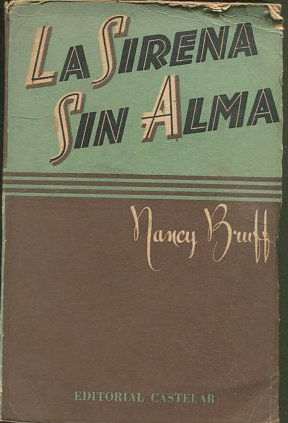 LA SIRENA
SIN ALMA
Nancy Bruff
EDITORIAL CASTELAR